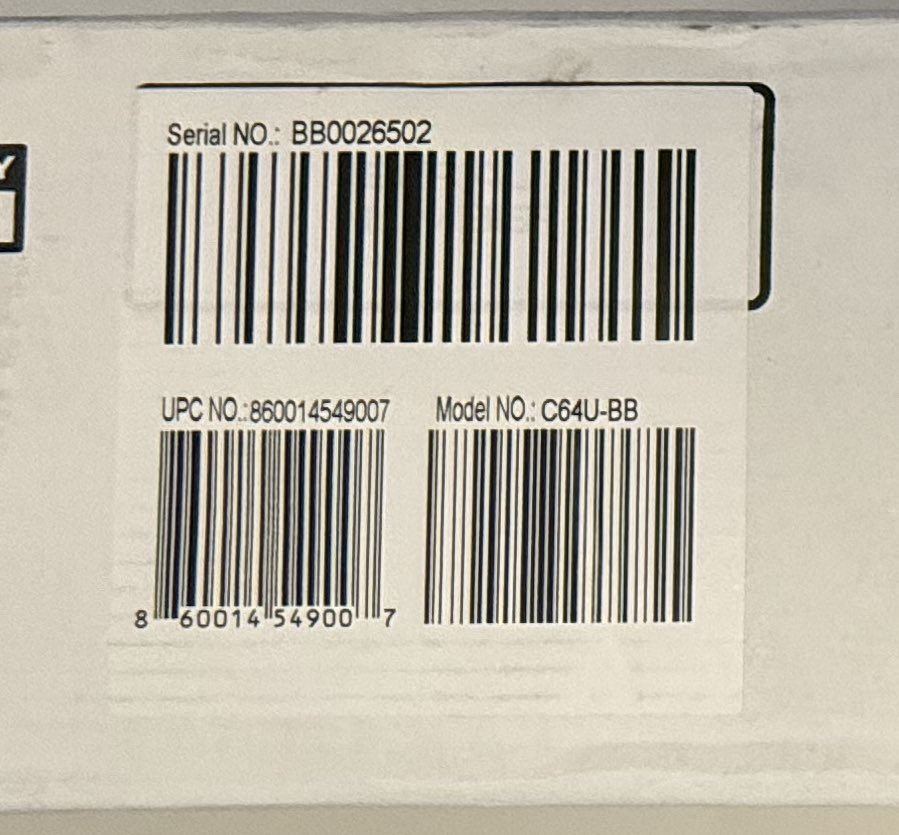 Y
Serial NO.: BB0026502
UPC NO.:860014549007
Model NO.: C64U-BB
8 60014 54900 7